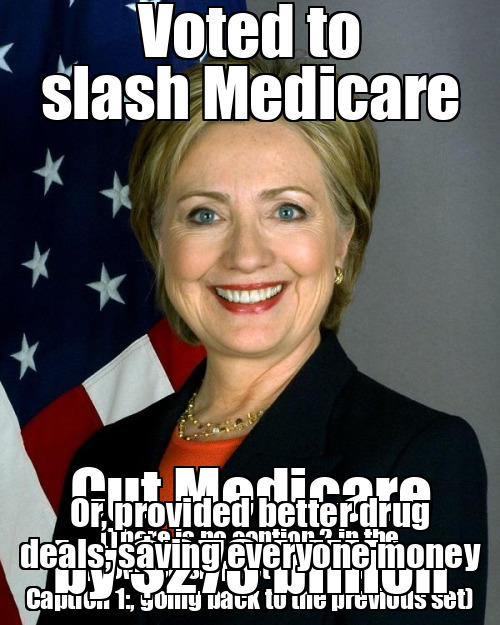 Voted to
slash Medicare
Cut Medicare
Or, provided better drug
(There is no caption 2 in the
deals, saving everyone money
by $270 billion
Caption 1:, going back to the previous set)